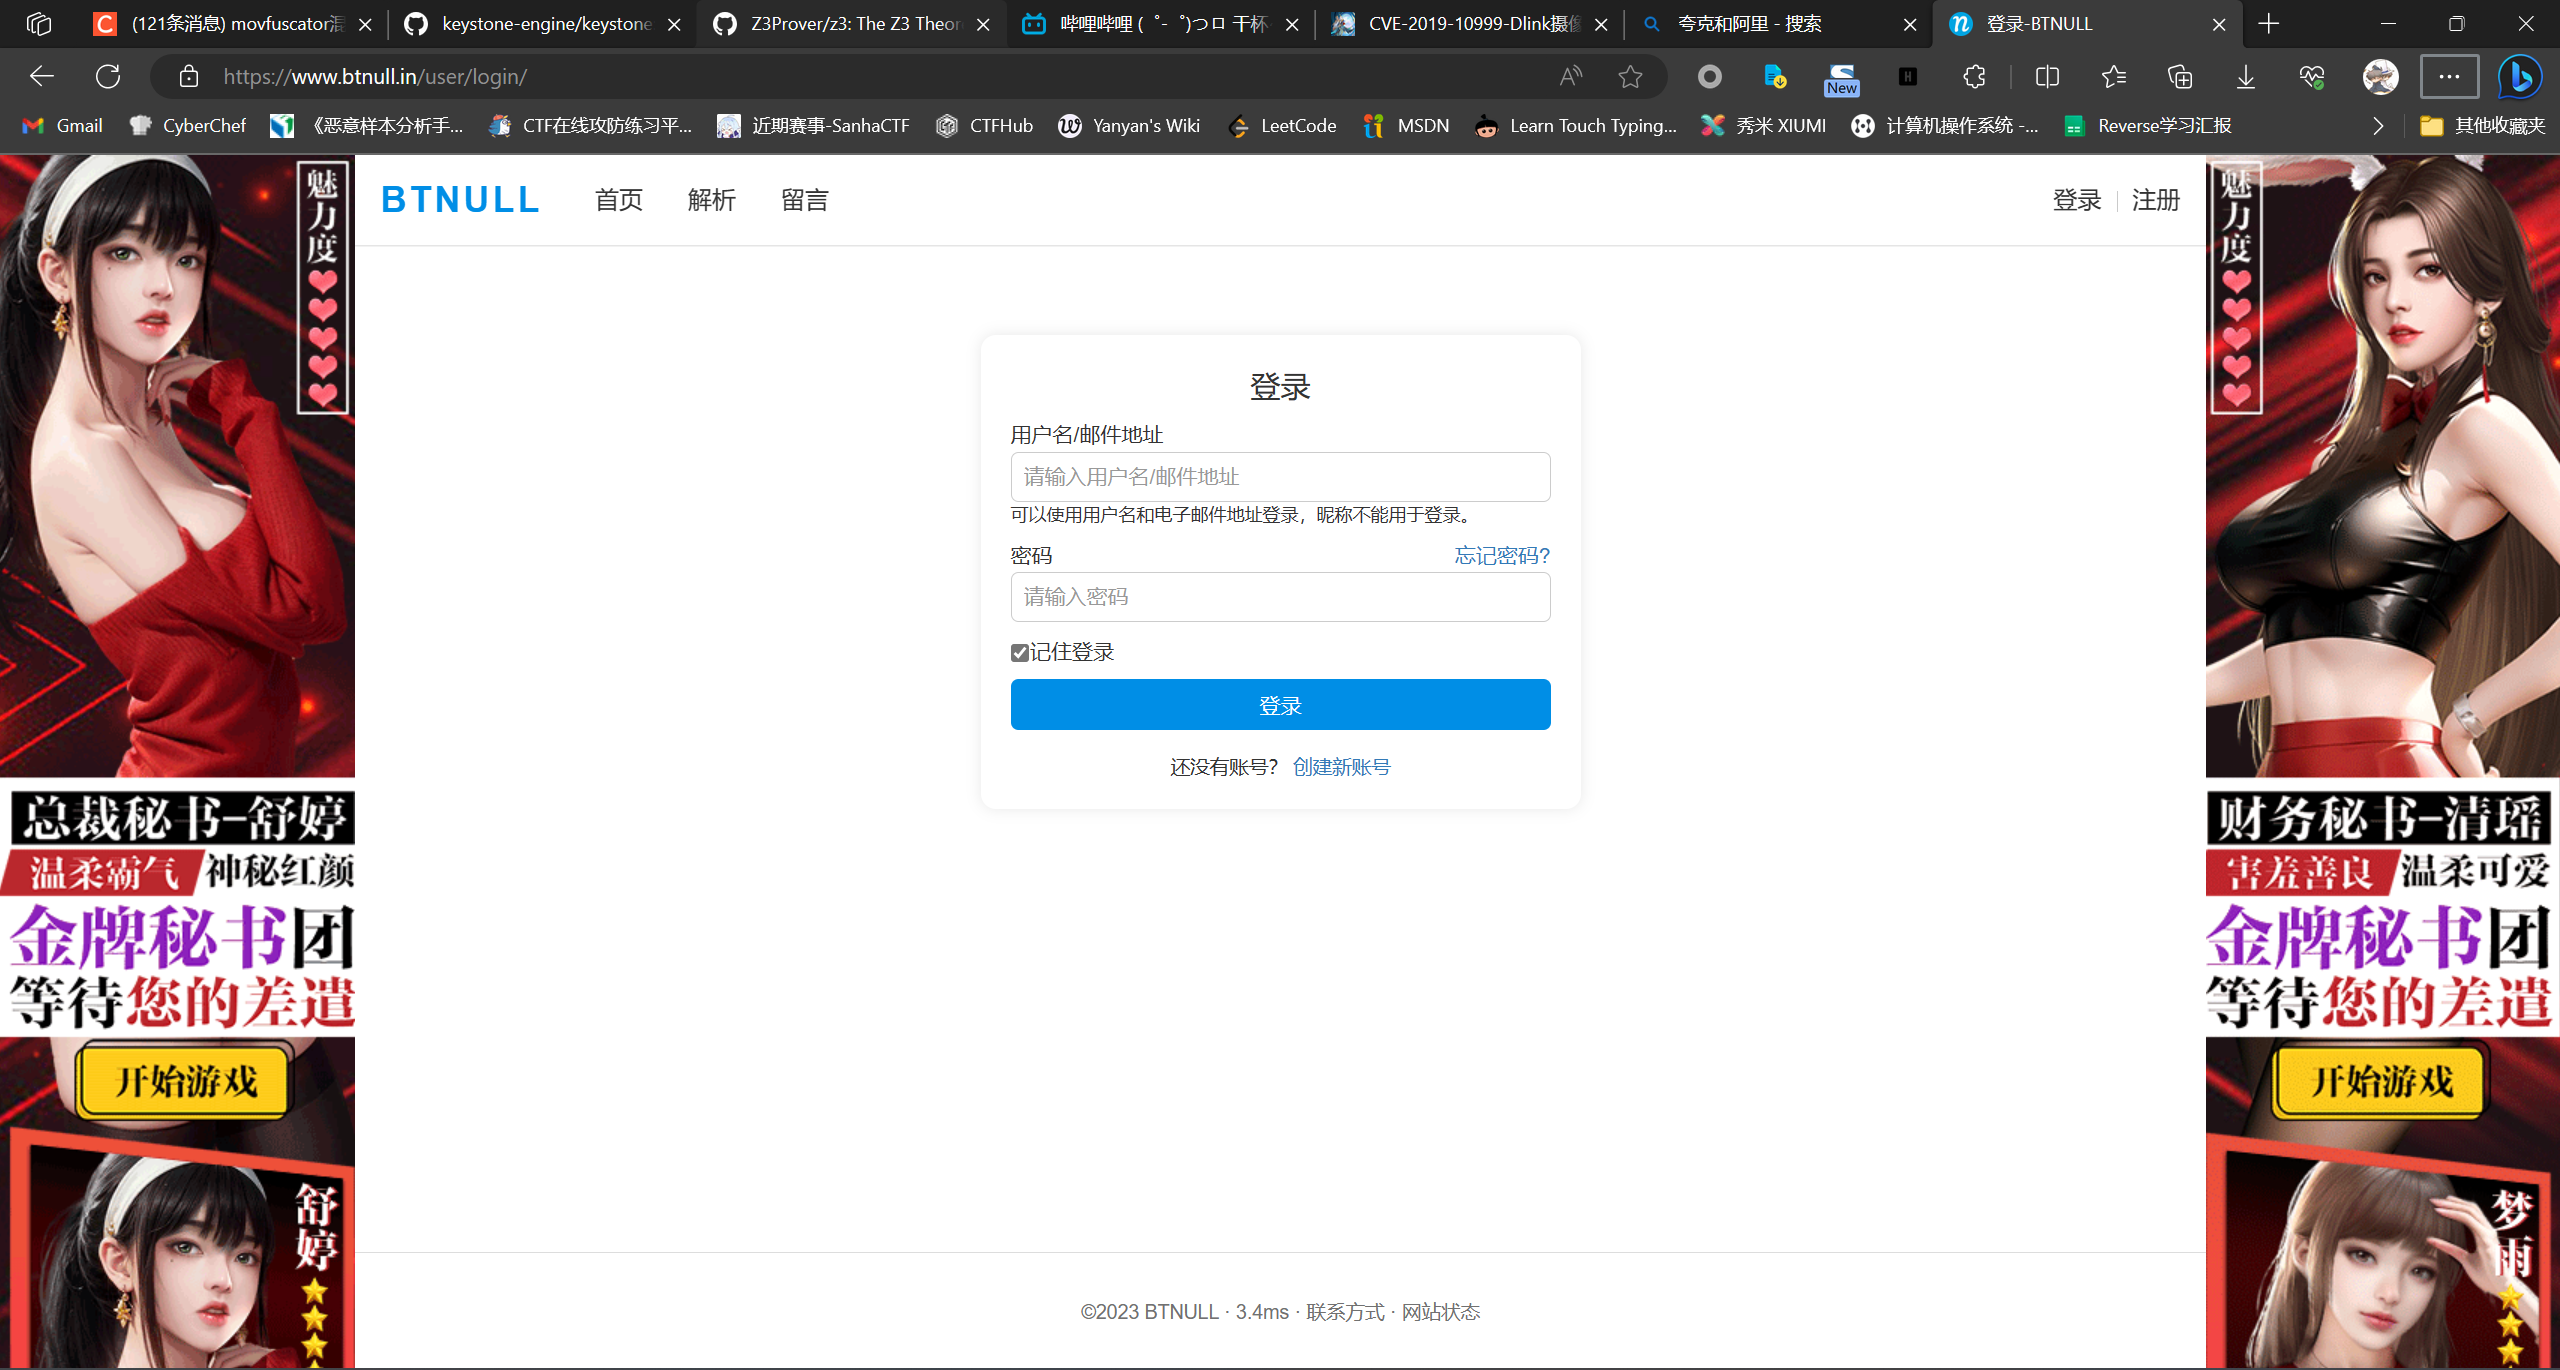 (121条消息) movfuscator混
keystone-engine/keystone
Z3Prover/z3: The Z3 Theor
哔哩哔哩 (゜-゜)つロ 干杯
CVE-2019-10999-Dlink摄像
夸克和阿里 - 搜索
登录-BTNULL
https://www.btnull.in/user/login/
New
Gmail
CyberChef
《恶意样本分析手...
CTF在线攻防练习平...
近期赛事-SanhaCTF
CTFHub
Yanyan's Wiki
LeetCode
MSDN
Learn Touch Typing...
秀米 XIUMI
计算机操作系统 -...
Reverse学习汇报
其他收藏夹
BTNULL
首页
解析
留言
登录
注册
登录
用户名/邮件地址
请输入用户名/邮件地址
可以使用用户名和电子邮件地址登录，昵称不能用于登录。
密码
忘记密码?
请输入密码
记住登录
登录
还没有账号?
创建新账号
©2023 BTNULL · 3.4ms · 联系方式 · 网站状态
魅力度
总裁秘书-舒婷
温柔霸气
神秘红颜
金牌秘书团
等待您的差遣
开始游戏
舒婷
魅力度
财务秘书-清瑶
害羞善良
温柔可爱
金牌秘书团
等待您的差遣
开始游戏
梦雨